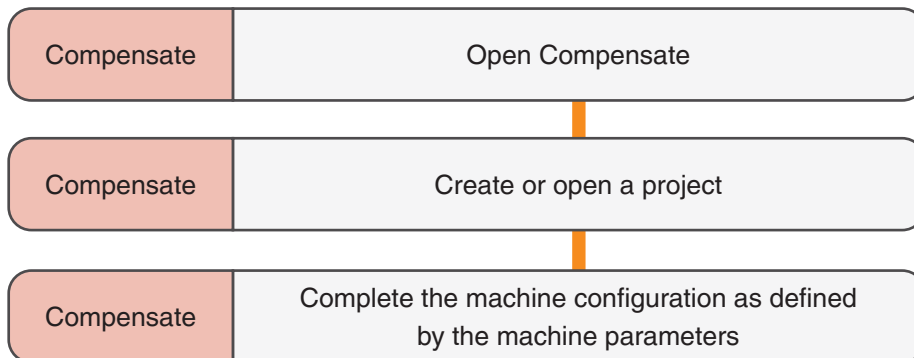 Compensate Open Compensate
Compensate Create or open a project
Compensate Complete the machine configuration as defined
by the machine parameters